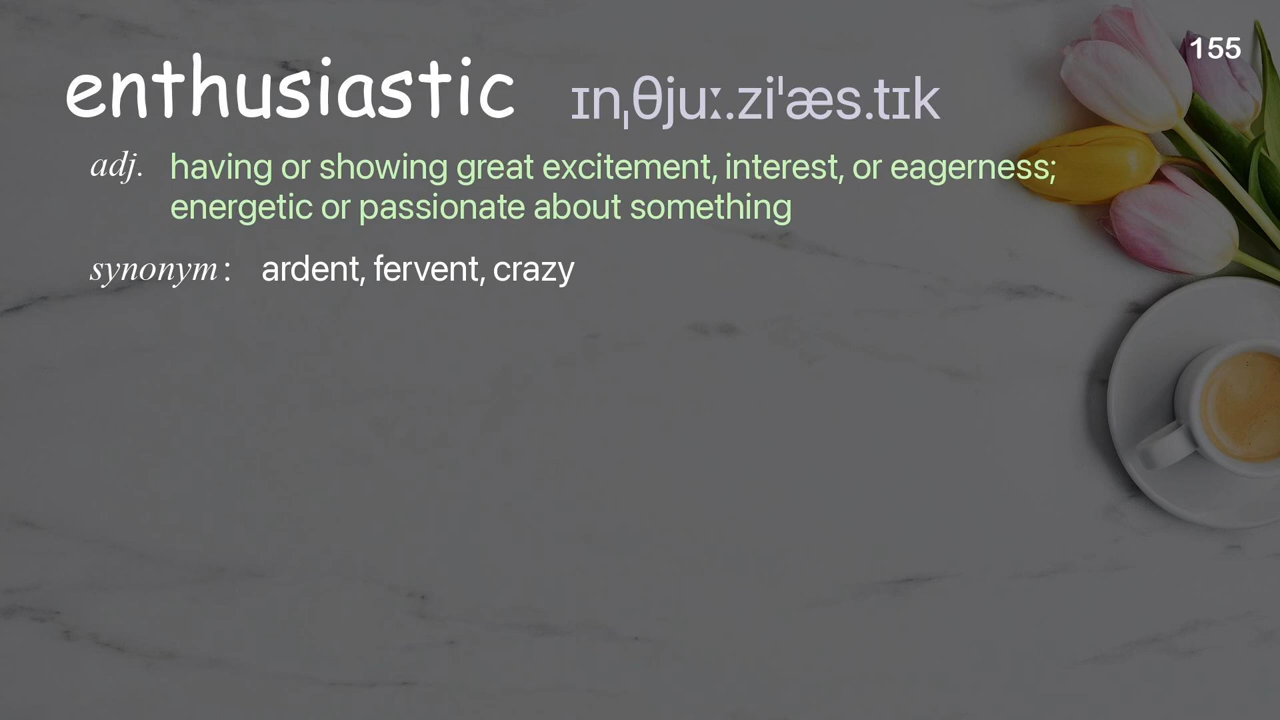 155
enthusiastic ɪnˌθjuː.ziˈæs.tɪk
adj. having or showing great excitement, interest, or eagerness;
energetic or passionate about something
synonym: ardent, fervent, crazy